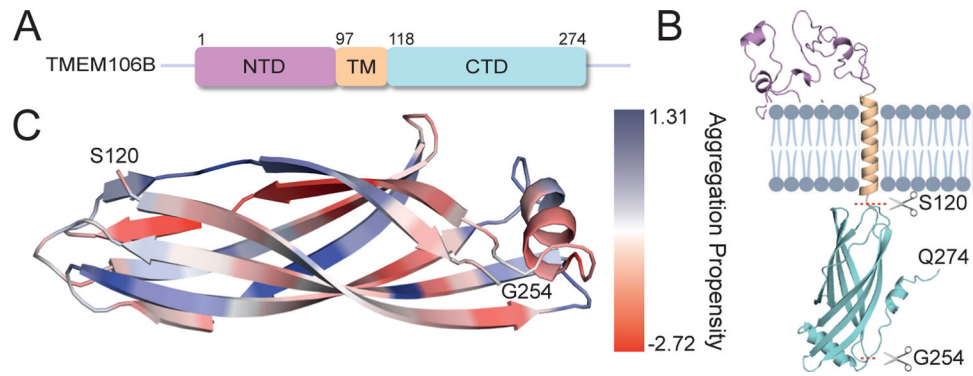 A
1 97 118 274
TMEM106B NTD TM CTD
B
S120
Q274
G254
C
S120
G254
1.31
Aggregation Propensity
-2.72